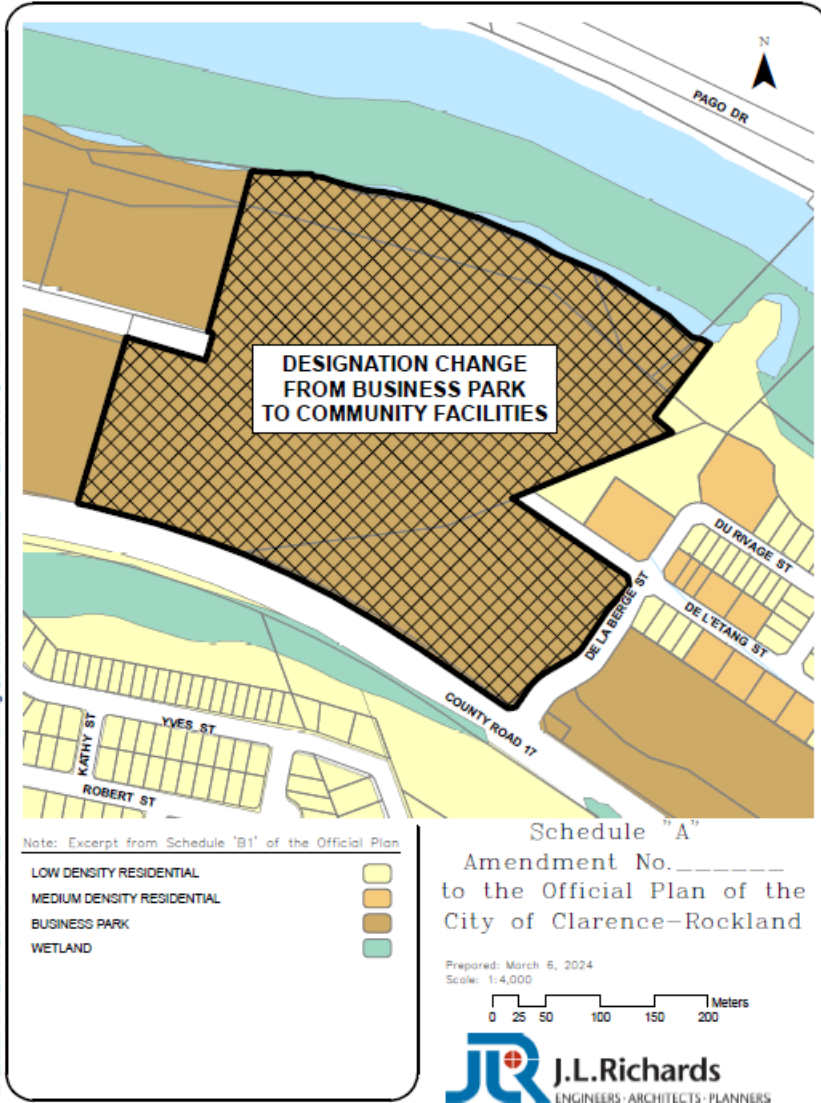 N
PAGO DR
DESIGNATION CHANGE
FROM BUSINESS PARK
TO COMMUNITY FACILITIES
DU RIVAGE ST
DE LA BERGE ST
DE L'ETANG ST
COUNTY ROAD 17
YVES ST
KATHY ST
ROBERT ST
Note: Excerpt from Schedule 'B1' of the Official Plan
LOW DENSITY RESIDENTIAL
MEDIUM DENSITY RESIDENTIAL
BUSINESS PARK
WETLAND
Schedule "A"
Amendment No.______
to the Official Plan of the
City of Clarence-Rockland
Prepared: March 6, 2024
Scale: 1:4,000
Meters
0 25 50 100 150 200
JLR
J.L.Richards
ENGINEERS · ARCHITECTS · PLANNERS